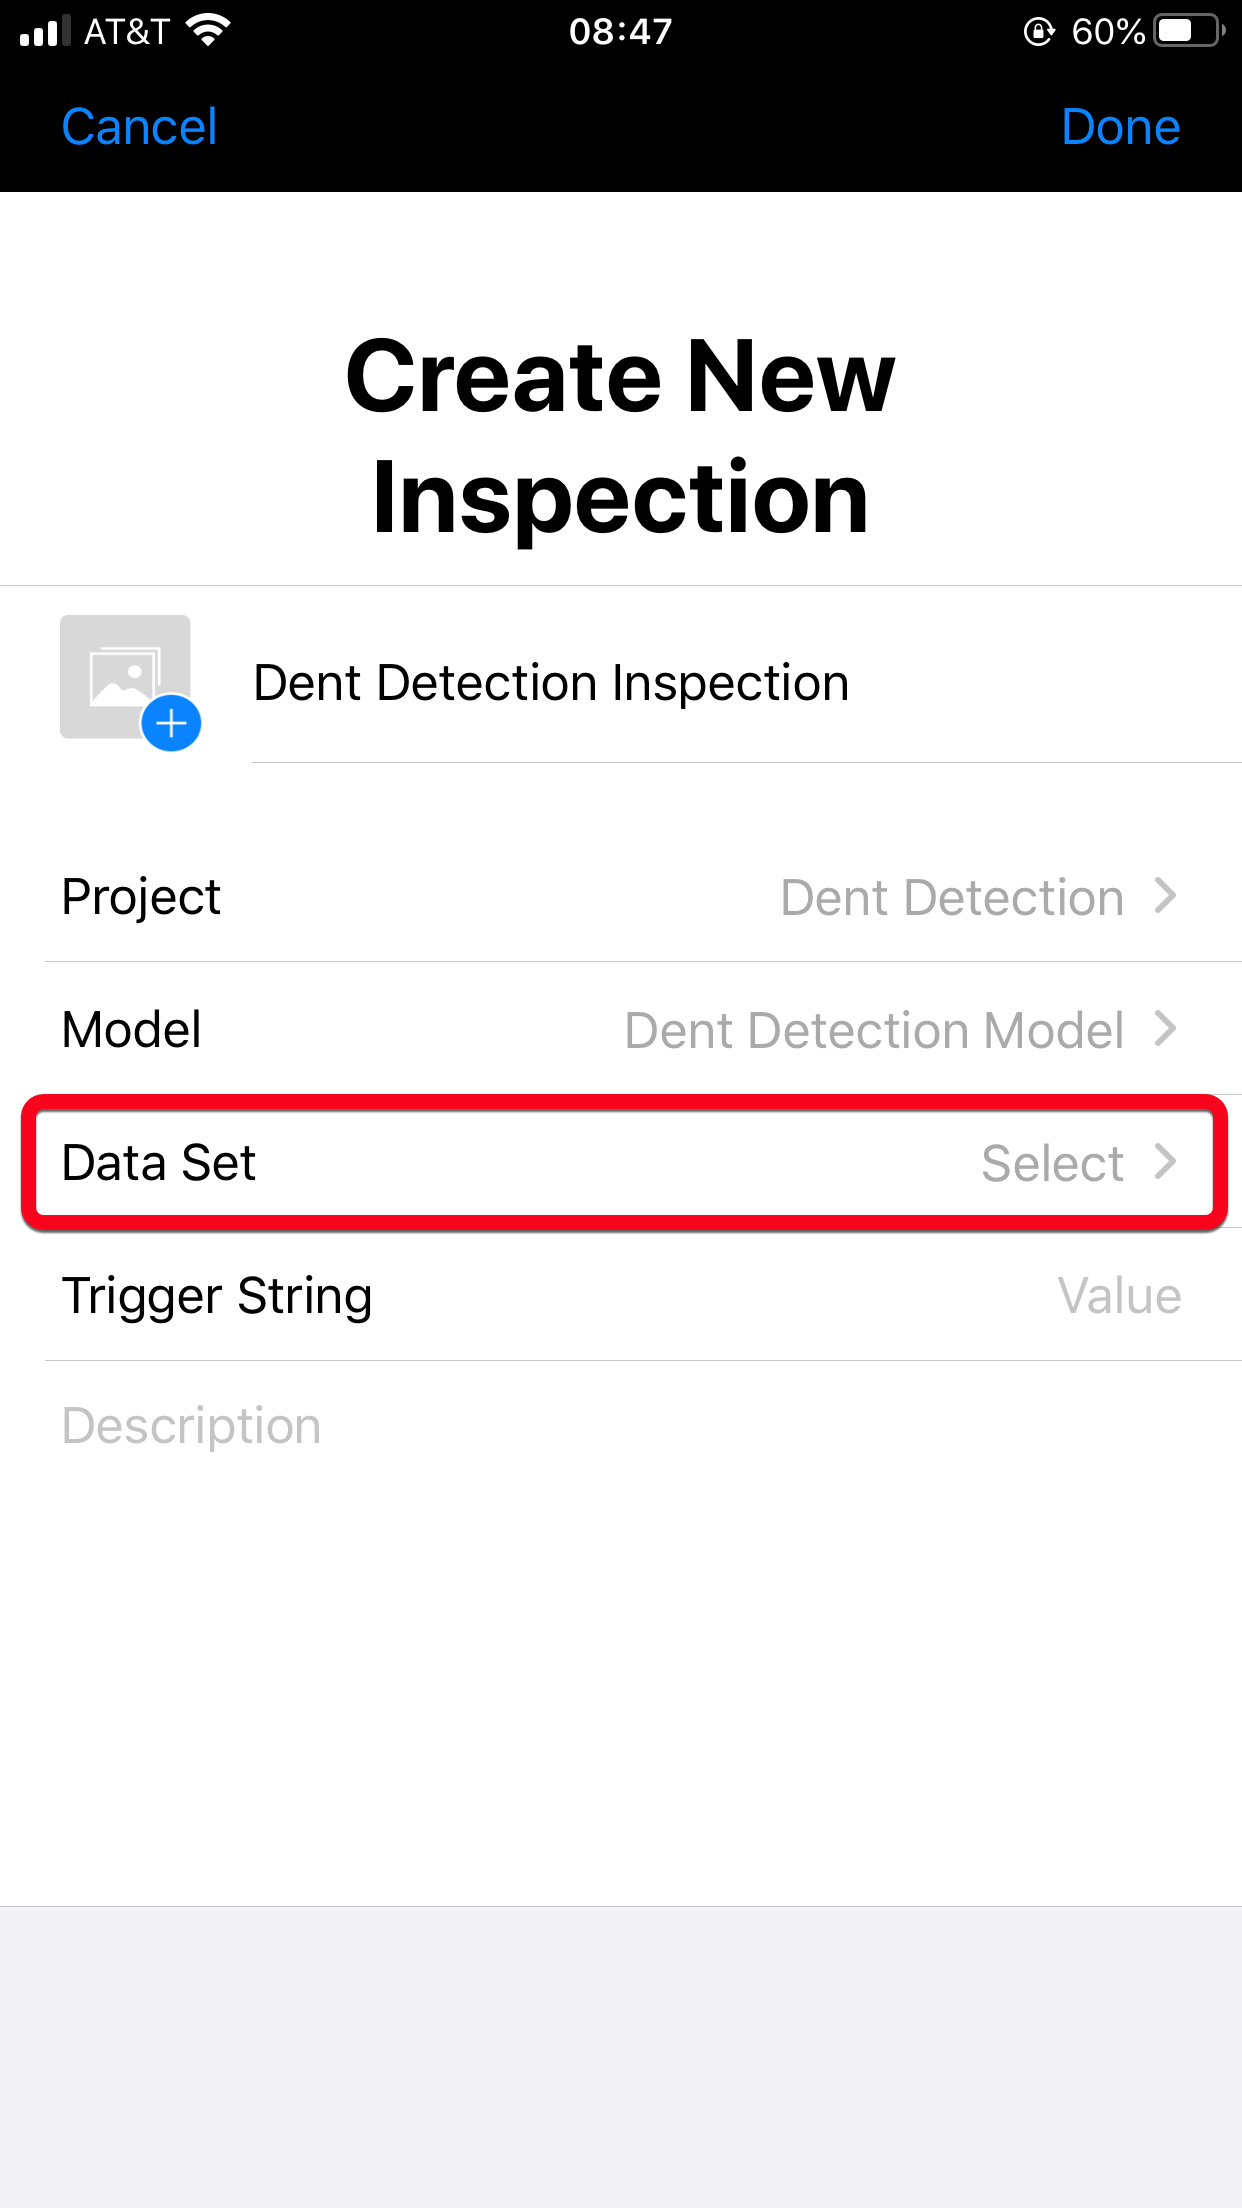 AT&T 08:47 60%
Cancel Done
Create New
Inspection
Dent Detection Inspection
Project Dent Detection
Model Dent Detection Model
Data Set Select
Trigger String Value
Description